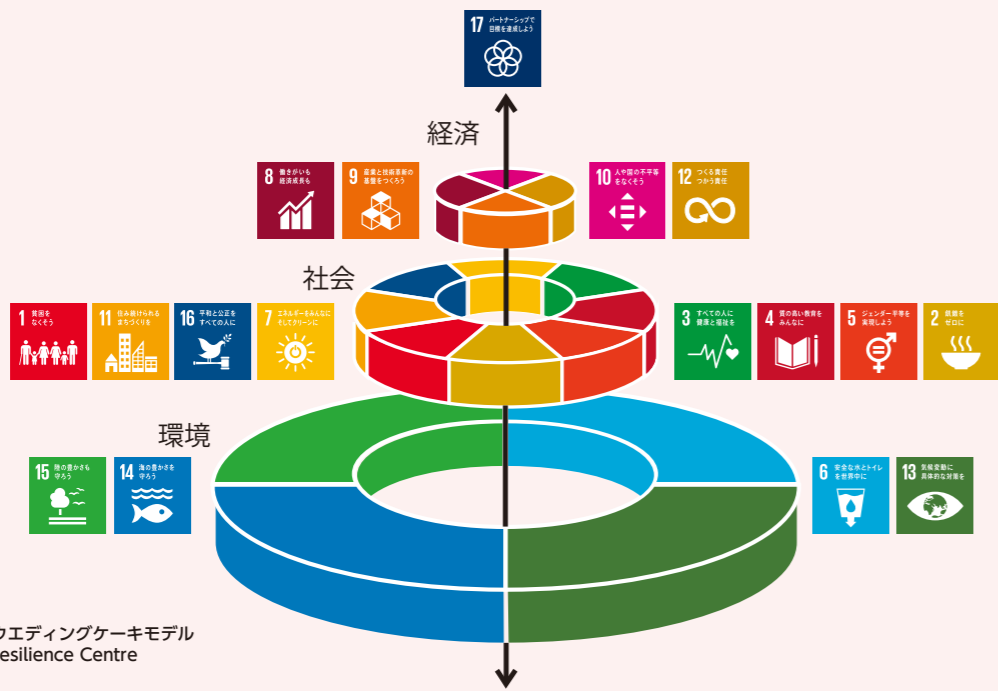 17 パートナーシップで
目標を達成しよう
経済
8 働きがいも
経済成長も
9 産業と技術革新の
基盤をつくろう
10 人や国の不平等
をなくそう
12 つくる責任
つかう責任
社会
1 貧困を
なくそう
11 住み続けられる
まちづくりを
16 平和と公正を
すべての人に
7 エネルギーをみんなに
そしてクリーンに
3 すべての人に
健康と福祉を
4 質の高い教育を
みんなに
5 ジェンダー平等を
実現しよう
2 飢餓を
ゼロに
環境
15 陸の豊かさも
守ろう
14 海の豊かさを
守ろう
6 安全な水とトイレ
を世界中に
13 気候変動に
具体的な対策を
ウエディングケーキモデル
esilience Centre